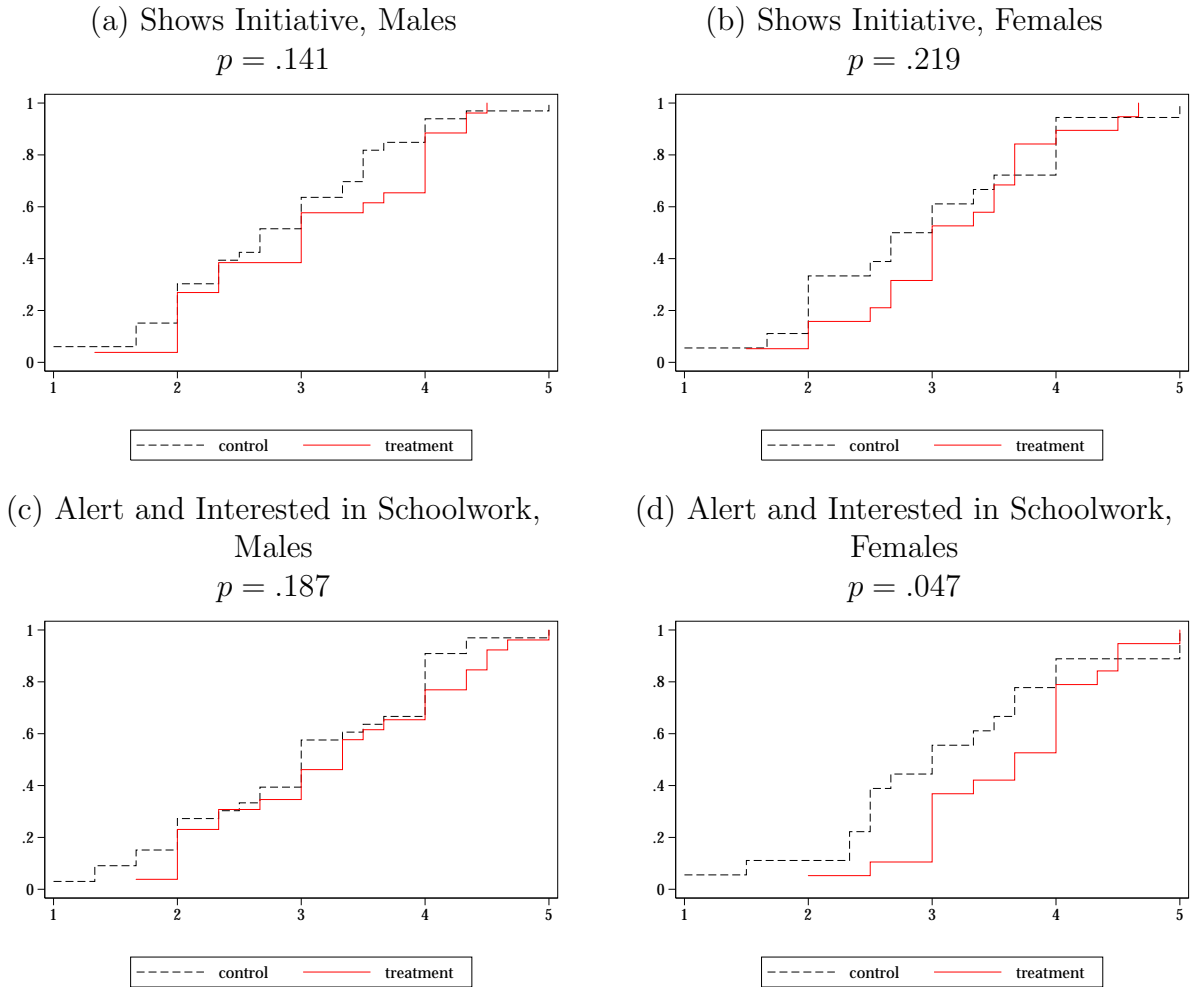 (a) Shows Initiative, Males
p = .141
1
.8
.6
.4
.2
0
1 2 3 4 5
control treatment
(b) Shows Initiative, Females
p = .219
1
.8
.6
.4
.2
0
1 2 3 4 5
control treatment
(c) Alert and Interested in Schoolwork,
Males
p = .187
1
.8
.6
.4
.2
0
1 2 3 4 5
control treatment
(d) Alert and Interested in Schoolwork,
Females
p = .047
1
.8
.6
.4
.2
0
1 2 3 4 5
control treatment